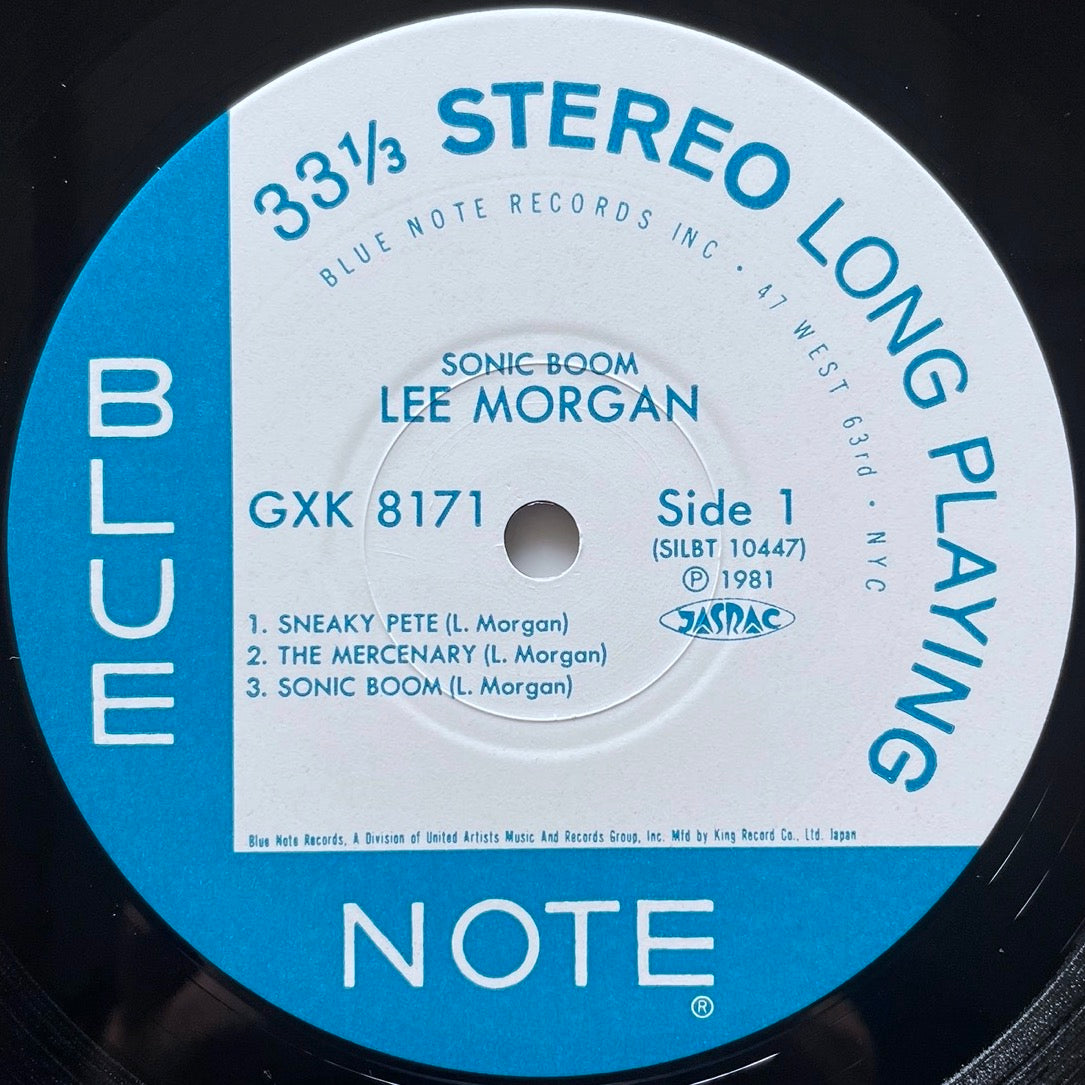 33⅓ STEREO LONG PLAYING
BLUE NOTE RECORDS INC · 47 WEST 63rd · NYC
SONIC BOOM
LEE MORGAN
GXK 8171
Side 1
(SILBT 10447)
Ⓟ 1981
JASRAC
1. SNEAKY PETE (L. Morgan)
2. THE MERCENARY (L. Morgan)
3. SONIC BOOM (L. Morgan)
Blue Note Records, A Division of United Artists Music And Records Group, Inc. Mfd by King Record Co., Ltd. Japan
BLUE
NOTE
®